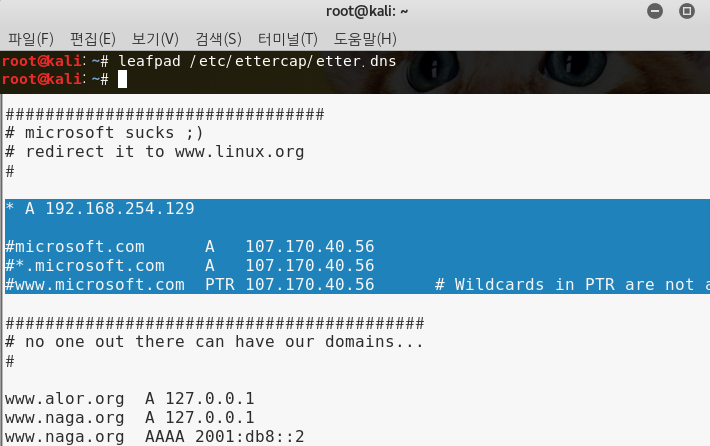 root@kali: ~
파일(F) 편집(E) 보기(V) 검색(S) 터미널(T) 도움말(H)
root@kali: ~# leafpad /etc/ettercap/etter.dns
root@kali: ~#
################################
# microsoft sucks ;)
# redirect it to www.linux.org
#
* A 192.168.254.129
#microsoft.com      A   107.170.40.56
#*.microsoft.com    A   107.170.40.56
#www.microsoft.com  PTR 107.170.40.56      # Wildcards in PTR are not a
##########################################
# no one out there can have our domains...
#
www.alor.org  A 127.0.0.1
www.naga.org  A 127.0.0.1
www.naga.org  AAAA 2001:db8::2